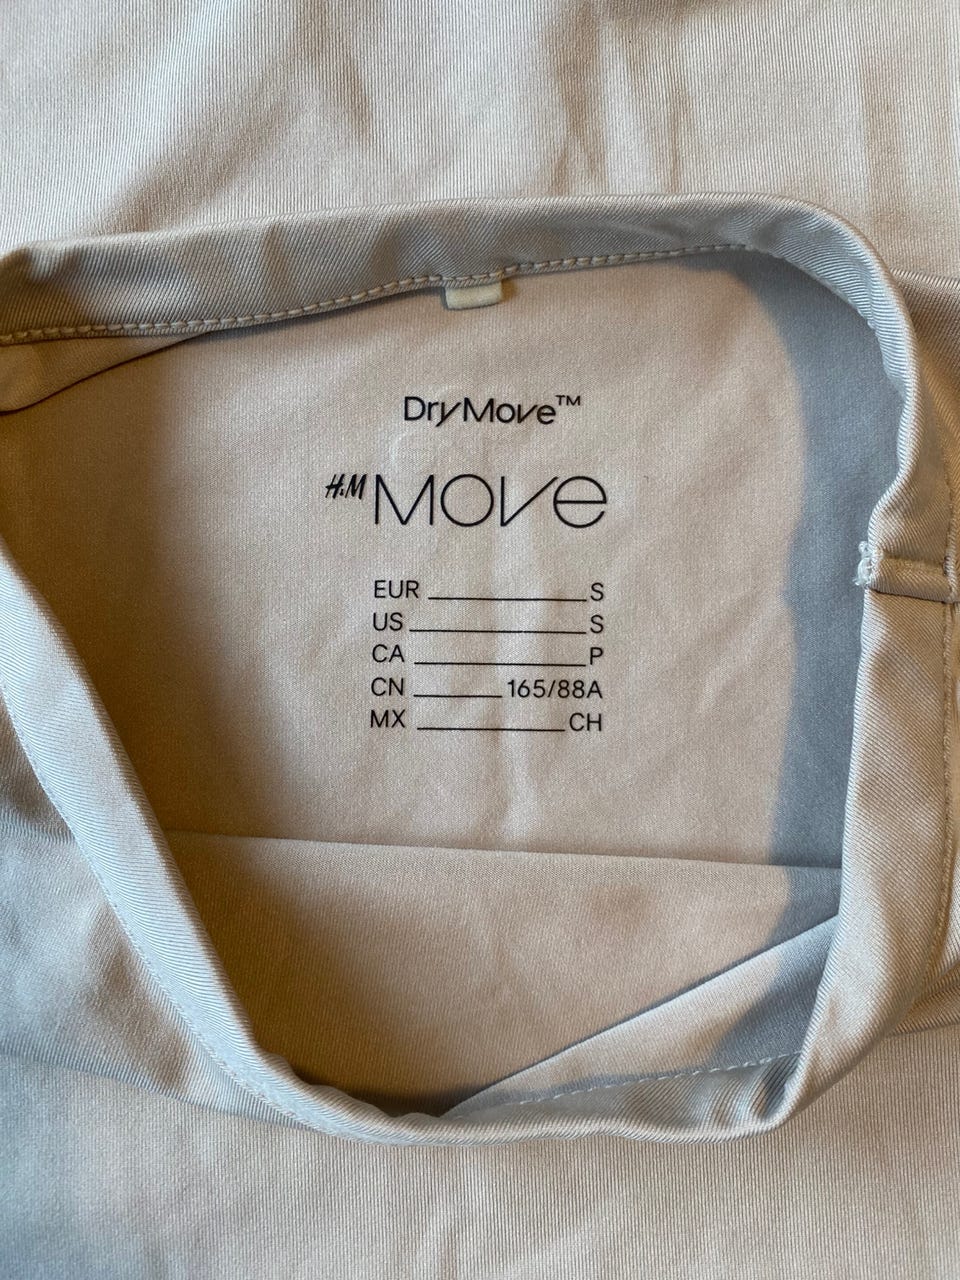 DryMove™
H&M MOVE
EUR S
US S
CA P
CN 165/88A
MX CH